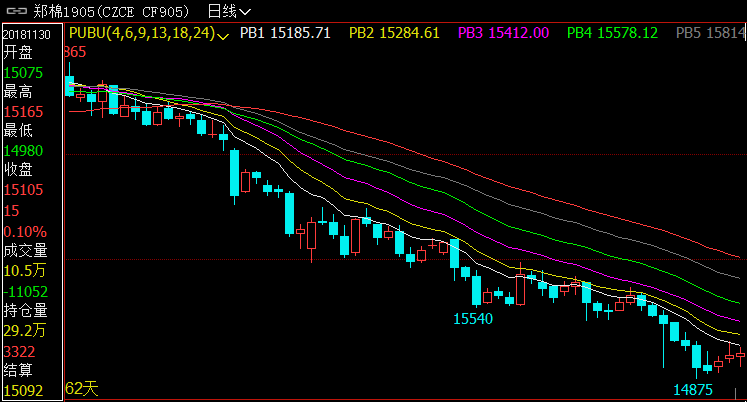 郑棉1905(CZCE CF905) 日线
20181130
PUBU(4,6,9,13,18,24) PB1 15185.71 PB2 15284.61 PB3 15412.00 PB4 15578.12 PB5 15814
开盘
15075
最高
15165
最低
14980
收盘
15105
15
0.10%
成交量
10.5万
-11052
持仓量
29.2万
3322
结算
15092
865
15540
14875
62天